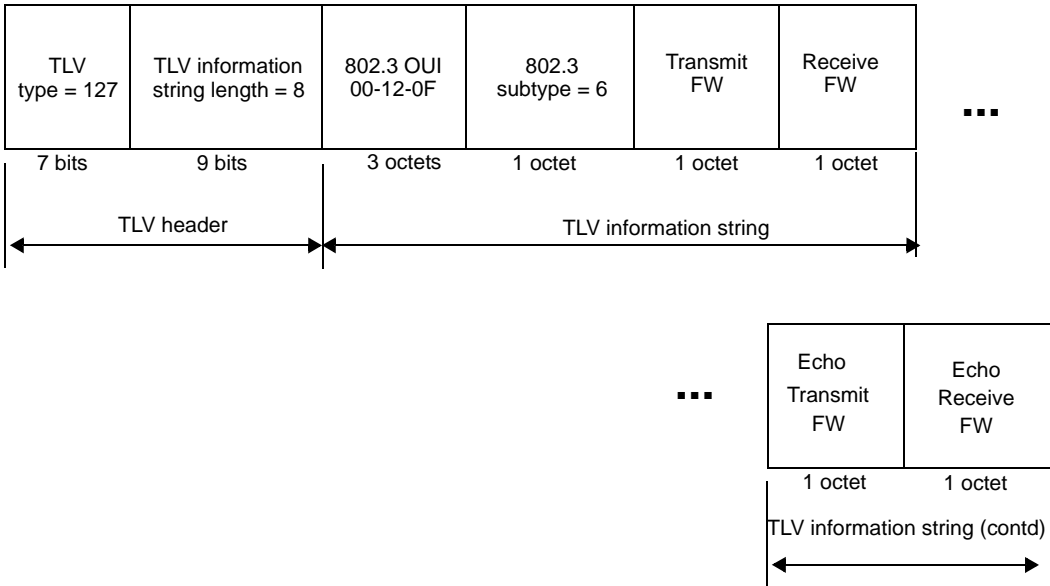 TLV
type = 127
TLV information
string length = 8
802.3 OUI
00-12-0F
802.3
subtype = 6
Transmit
FW
Receive
FW
...
7 bits
9 bits
3 octets
1 octet
1 octet
1 octet
TLV header
TLV information string
...
Echo
Transmit
FW
Echo
Receive
FW
1 octet
1 octet
TLV information string (contd)